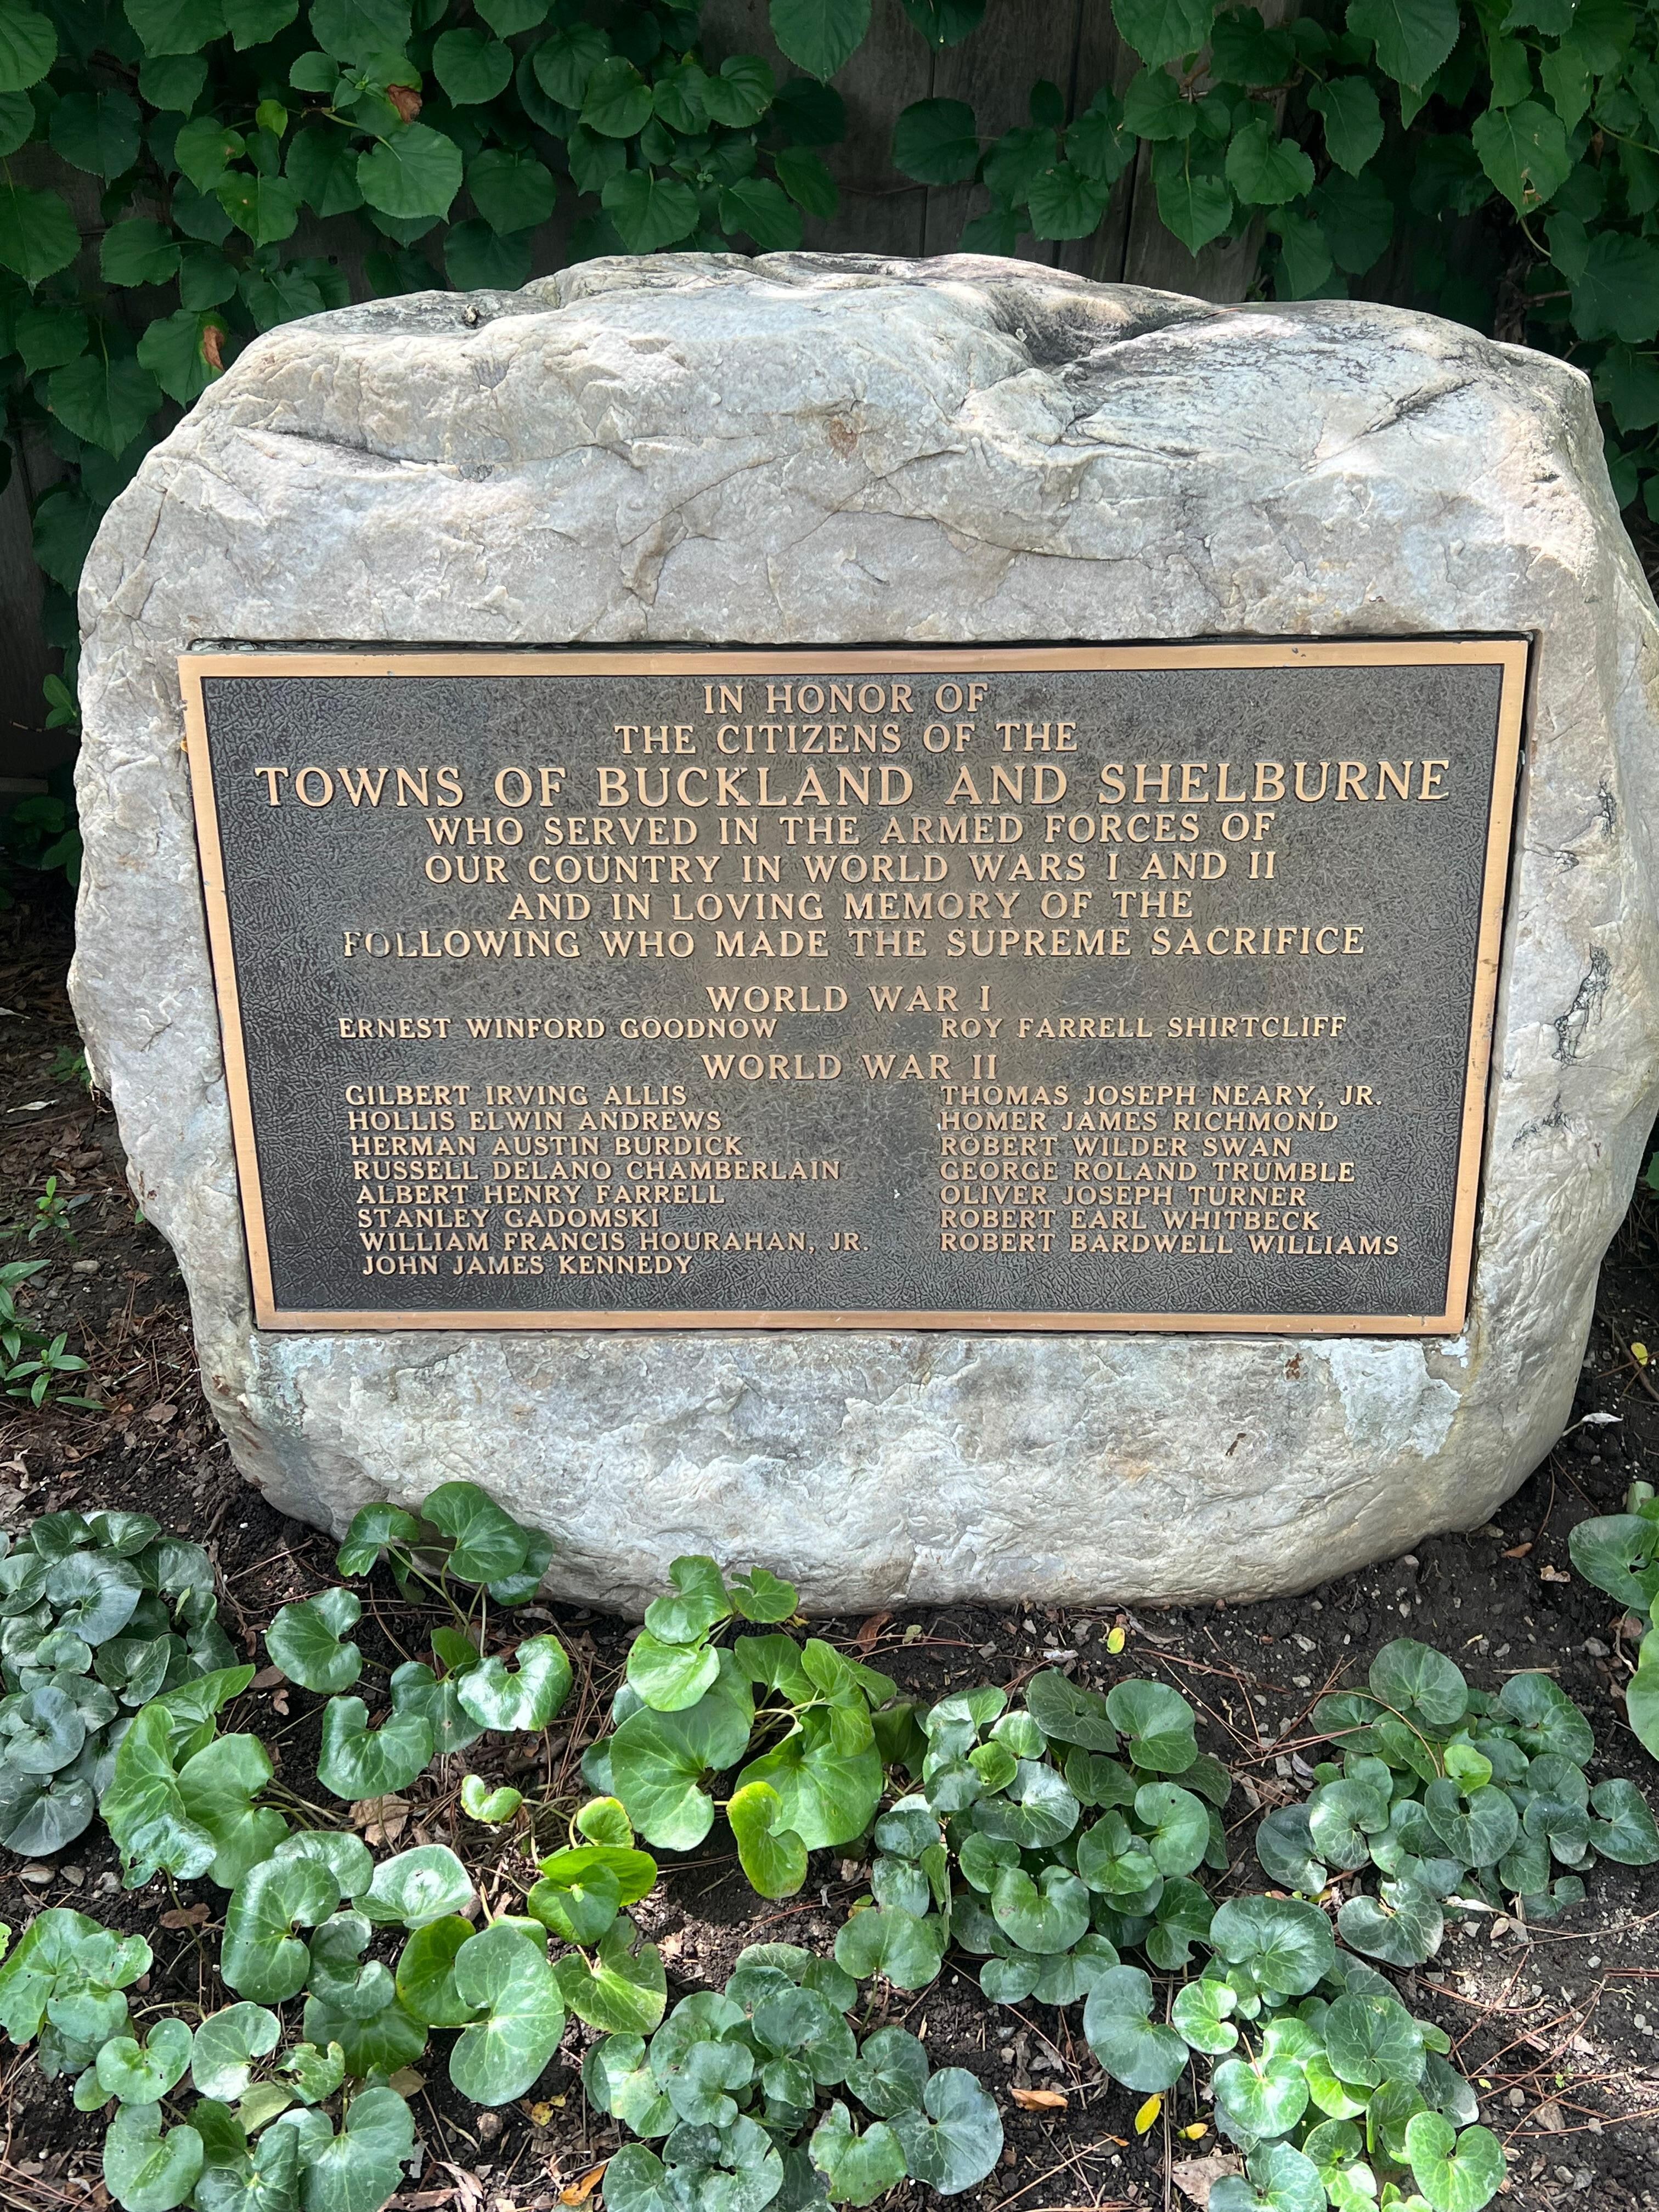 IN HONOR OF
THE CITIZENS OF THE
TOWNS OF BUCKLAND AND SHELBURNE
WHO SERVED IN THE ARMED FORCES OF
OUR COUNTRY IN WORLD WARS I AND II
AND IN LOVING MEMORY OF THE
FOLLOWING WHO MADE THE SUPREME SACRIFICE
WORLD WAR I
ERNEST WINFORD GOODNOW ROY FARRELL SHIRTCLIFF
WORLD WAR II
GILBERT IRVING ALLIS THOMAS JOSEPH NEARY, JR.
HOLLIS ELWIN ANDREWS HOMER JAMES RICHMOND
HERMAN AUSTIN BURDICK ROBERT WILDER SWAN
RUSSELL DELANO CHAMBERLAIN GEORGE ROLAND TRUMBLE
ALBERT HENRY FARRELL OLIVER JOSEPH TURNER
STANLEY GADOMSKI ROBERT EARL WHITBECK
WILLIAM FRANCIS HOURAHAN, JR. ROBERT BARDWELL WILLIAMS
JOHN JAMES KENNEDY